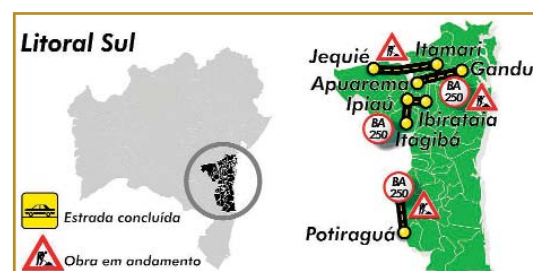 Litoral Sul
Estrada concluída
Obra em andamento
Jequié
Itamari
Apuarema
Gandu
Ipiaú
BA
250
Ibirataia
BA
250
Itagibá
BA
250
Potiraguá